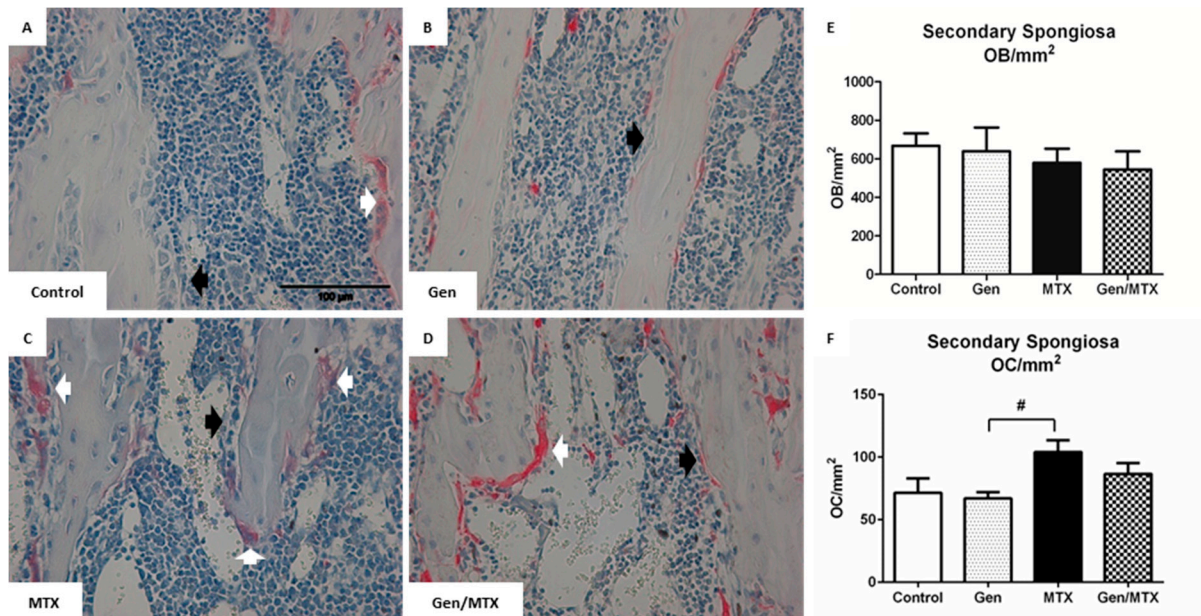 A
Control
100 µm
B
Gen
C
MTX
D
Gen/MTX
E
Secondary Spongiosa
OB/mm²
OB/mm²
1000
800
600
400
200
0
Control Gen MTX Gen/MTX
F
Secondary Spongiosa
OC/mm²
OC/mm²
150
100
50
0
#
Control Gen MTX Gen/MTX